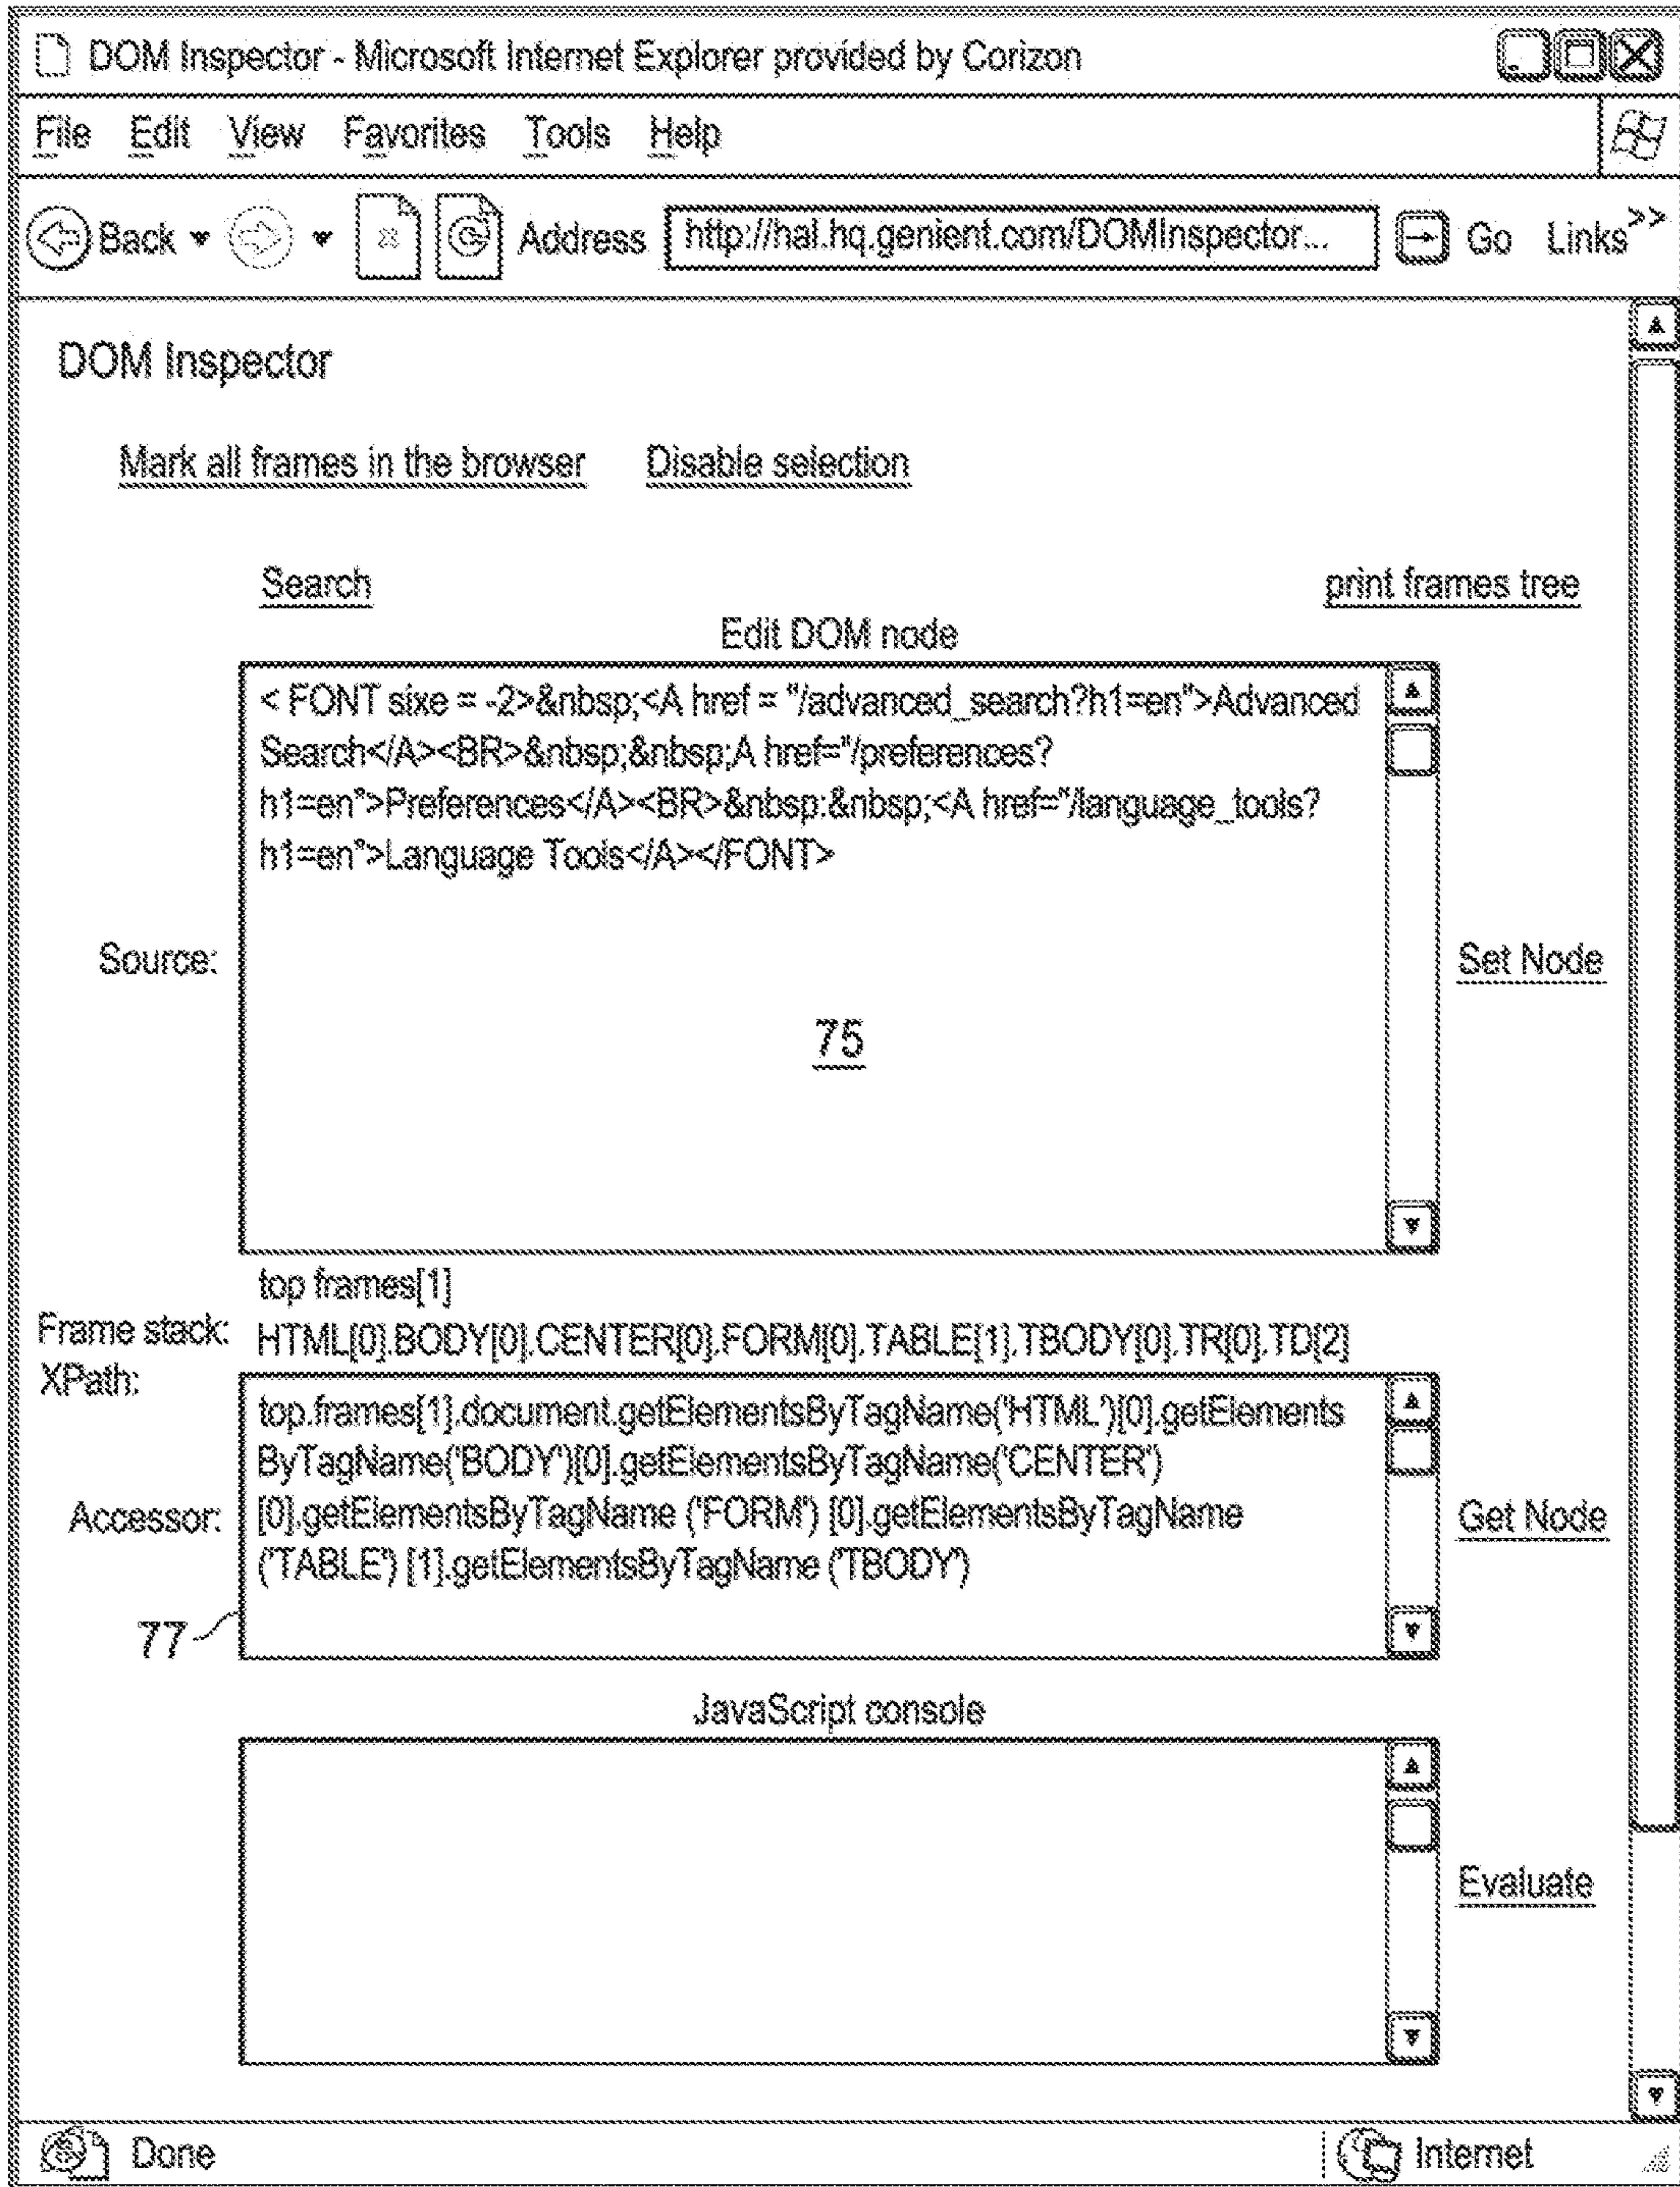 DOM Inspector - Microsoft Internet Explorer provided by Corizon
File Edit View Favorites Tools Help
Back Address http://hal.hq.genient.com/DOMInspector... Go Links >>
DOM Inspector
Mark all frames in the browser Disable selection
Search print frames tree
Edit DOM node
< FONT sixe = -2>&nbsp;<A href = "/advanced_search?h1=en">Advanced
Search</A><BR>&nbsp;&nbsp;A href="/preferences?
h1=en">Preferences</A><BR>&nbsp:&nbsp;<A href="/language_tools?
h1=en">Language Tools</A></FONT>
Source: Set Node
75
top frames[1]
Frame stack:
HTML[0].BODY[0].CENTER[0].FORM[0].TABLE[1].TBODY[0].TR[0].TD[2]
XPath:
top.frames[1].document.getElementsByTagName('HTML')[0].getElements
ByTagName('BODY')[0].getElementsByTagName('CENTER')
[0].getElementsByTagName ('FORM') [0].getElementsByTagName
('TABLE') [1].getElementsByTagName ('TBODY')
Accessor: Get Node
77
JavaScript console
Evaluate
Done Internet